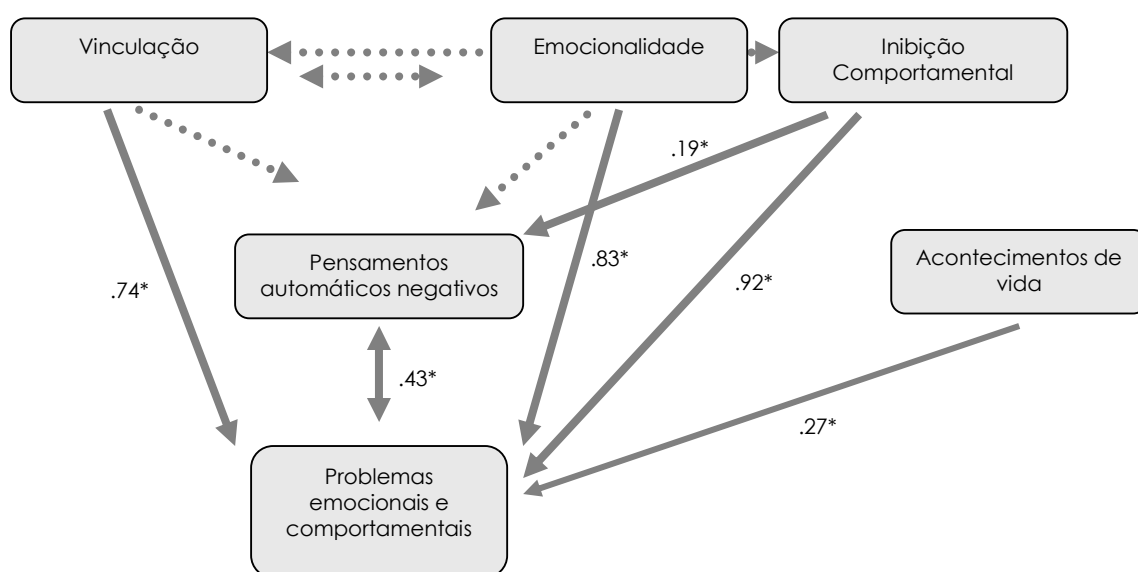 Vinculação
Emocionalidade
Inibição
Comportamental
.19*
Pensamentos
automáticos negativos
.83*
.92*
Acontecimentos de
vida
.74*
.43*
.27*
Problemas
emocionais e
comportamentais